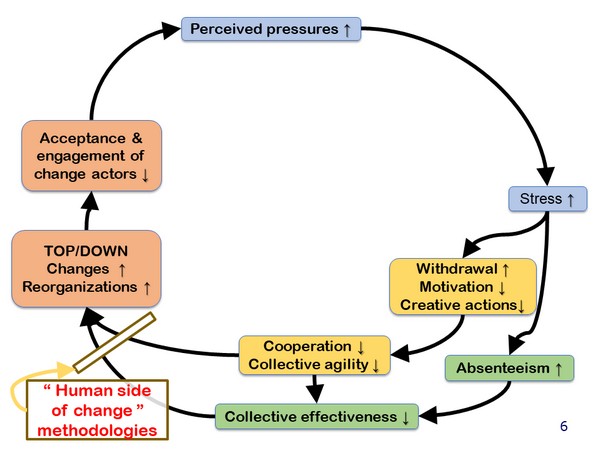 Perceived pressures ↑
Acceptance &
engagement of
change actors ↓
Stress ↑
TOP/DOWN
Changes ↑
Reorganizations ↑
Withdrawal ↑
Motivation ↓
Creative actions↓
Cooperation ↓
Collective agility ↓
Absenteeism ↑
“ Human side
of change ”
methodologies
Collective effectiveness ↓
6